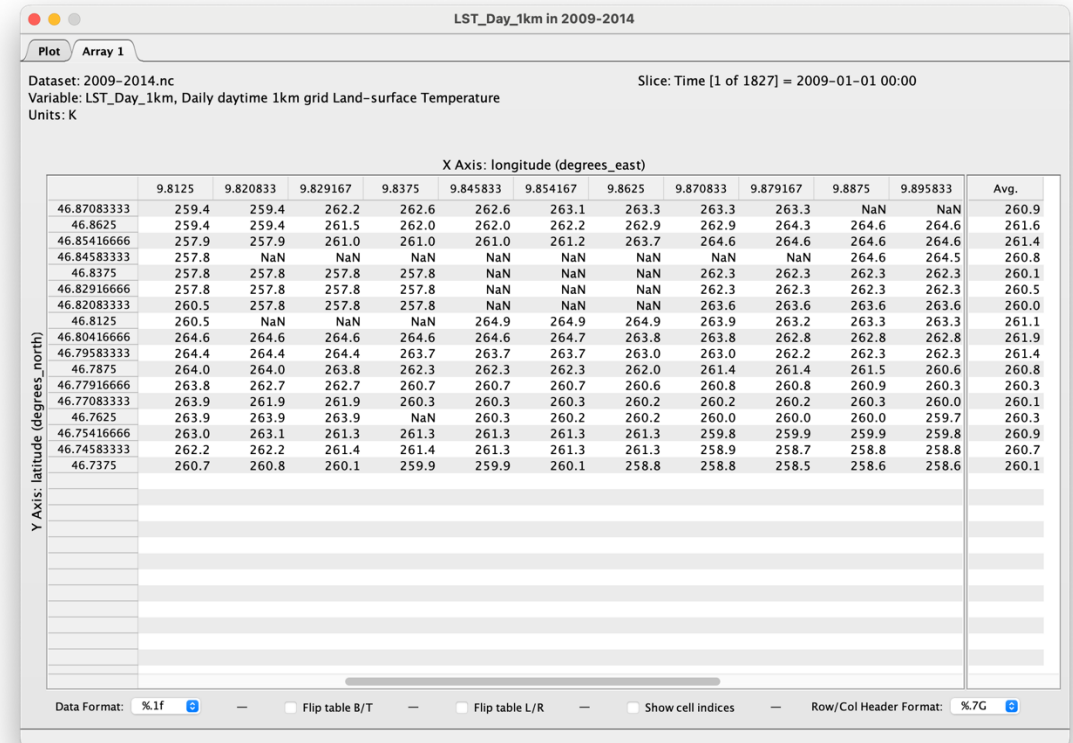 LST_Day_1km in 2009-2014
Plot Array 1
Dataset: 2009-2014.nc Slice: Time [1 of 1827] = 2009-01-01 00:00
Variable: LST_Day_1km, Daily daytime 1km grid Land-surface Temperature
Units: K
X Axis: longitude (degrees_east)
Y Axis: latitude (degrees_north)
9.8125 9.820833 9.829167 9.8375 9.845833 9.854167 9.8625 9.870833 9.879167 9.8875 9.895833 Avg.
46.87083333 259.4 259.4 262.2 262.6 262.6 263.1 263.3 263.3 263.3 NaN NaN 260.9
46.8625 259.4 259.4 261.5 262.0 262.0 262.2 262.9 262.9 264.3 264.6 264.6 261.6
46.85416666 257.9 257.9 261.0 261.0 261.0 261.2 263.7 264.6 264.6 264.6 264.6 261.4
46.84583333 257.8 NaN NaN NaN NaN NaN NaN NaN NaN 264.6 264.5 260.8
46.8375 257.8 257.8 257.8 257.8 NaN NaN NaN 262.3 262.3 262.3 262.3 260.1
46.82916666 257.8 257.8 257.8 257.8 NaN NaN NaN 262.3 262.3 262.3 262.3 260.5
46.82083333 260.5 257.8 257.8 257.8 NaN NaN NaN 263.6 263.6 263.6 263.6 260.0
46.8125 260.5 NaN NaN NaN 264.9 264.9 264.9 263.9 263.2 263.3 263.3 261.1
46.80416666 264.6 264.6 264.6 264.6 264.6 264.7 263.8 263.8 262.8 262.8 262.8 261.9
46.79583333 264.4 264.4 264.4 263.7 263.7 263.7 263.0 263.0 262.2 262.3 262.3 261.4
46.7875 264.0 264.0 263.8 262.3 262.3 262.3 262.0 261.4 261.4 261.5 260.6 260.8
46.77916666 263.8 262.7 262.7 260.7 260.7 260.7 260.6 260.8 260.8 260.9 260.3 260.3
46.77083333 263.9 261.9 261.9 260.3 260.3 260.3 260.2 260.2 260.2 260.3 260.0 260.1
46.7625 263.9 263.9 263.9 NaN 260.3 260.2 260.2 260.0 260.0 260.0 259.7 260.3
46.75416666 263.0 263.1 261.3 261.3 261.3 261.3 261.3 259.8 259.9 259.9 259.8 260.9
46.74583333 262.2 262.2 261.4 261.4 261.3 261.3 261.3 258.9 258.7 258.8 258.8 260.7
46.7375 260.7 260.8 260.1 259.9 259.9 260.1 258.8 258.8 258.5 258.6 258.6 260.1
Data Format: %.1f — Flip table B/T — Flip table L/R — Show cell indices — Row/Col Header Format: %.7G